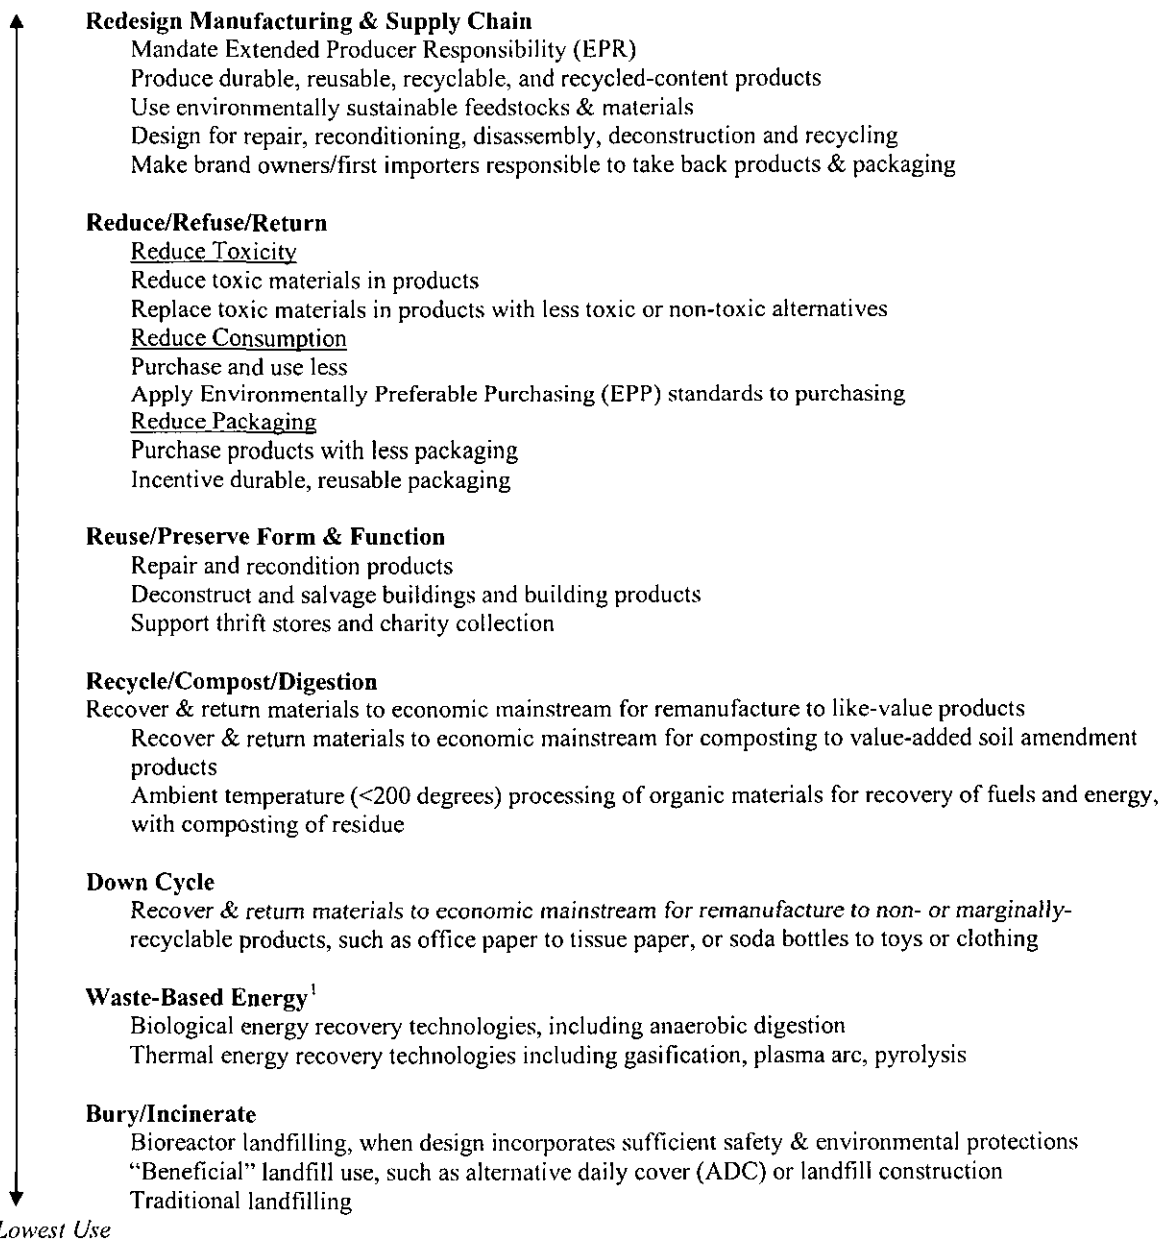 Redesign Manufacturing & Supply Chain
Mandate Extended Producer Responsibility (EPR)
Produce durable, reusable, recyclable, and recycled-content products
Use environmentally sustainable feedstocks & materials
Design for repair, reconditioning, disassembly, deconstruction and recycling
Make brand owners/first importers responsible to take back products & packaging
Reduce/Refuse/Return
Reduce Toxicity
Reduce toxic materials in products
Replace toxic materials in products with less toxic or non-toxic alternatives
Reduce Consumption
Purchase and use less
Apply Environmentally Preferable Purchasing (EPP) standards to purchasing
Reduce Packaging
Purchase products with less packaging
Incentive durable, reusable packaging
Reuse/Preserve Form & Function
Repair and recondition products
Deconstruct and salvage buildings and building products
Support thrift stores and charity collection
Recycle/Compost/Digestion
Recover & return materials to economic mainstream for remanufacture to like-value products
Recover & return materials to economic mainstream for composting to value-added soil amendment
products
Ambient temperature (<200 degrees) processing of organic materials for recovery of fuels and energy,
with composting of residue
Down Cycle
Recover & return materials to economic mainstream for remanufacture to non- or marginally-
recyclable products, such as office paper to tissue paper, or soda bottles to toys or clothing
Waste-Based Energy¹
Biological energy recovery technologies, including anaerobic digestion
Thermal energy recovery technologies including gasification, plasma arc, pyrolysis
Bury/Incinerate
Bioreactor landfilling, when design incorporates sufficient safety & environmental protections
“Beneficial” landfill use, such as alternative daily cover (ADC) or landfill construction
Traditional landfilling
Lowest Use